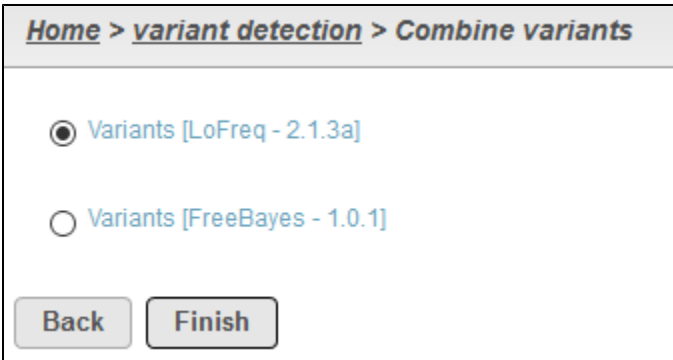 Home > variant detection > Combine variants
Variants [LoFreq - 2.1.3a]
Variants [FreeBayes - 1.0.1]
Back Finish